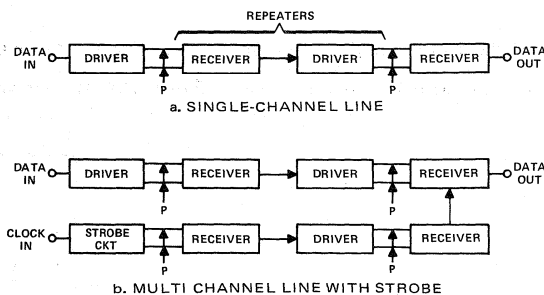 REPEATERS
DATA IN DRIVER RECEIVER DRIVER RECEIVER DATA OUT
P P
a. SINGLE-CHANNEL LINE
DATA IN DRIVER RECEIVER DRIVER RECEIVER DATA OUT
P P
CLOCK IN STROBE CKT RECEIVER DRIVER RECEIVER
P P
b. MULTI CHANNEL LINE WITH STROBE